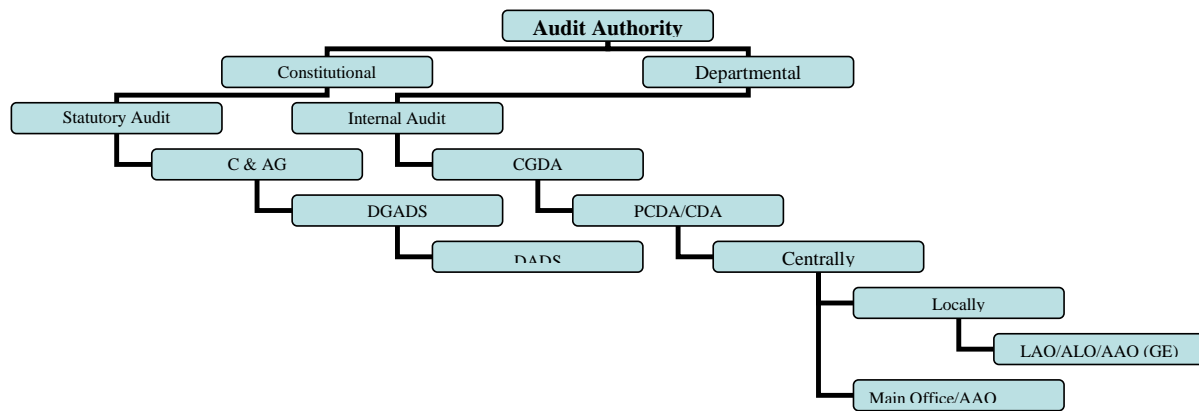 Audit Authority
Constitutional
Departmental
Statutory Audit
Internal Audit
C & AG
CGDA
DGADS
PCDA/CDA
DADS
Centrally
Locally
LAO/ALO/AAO (GE)
Main Office/AAO